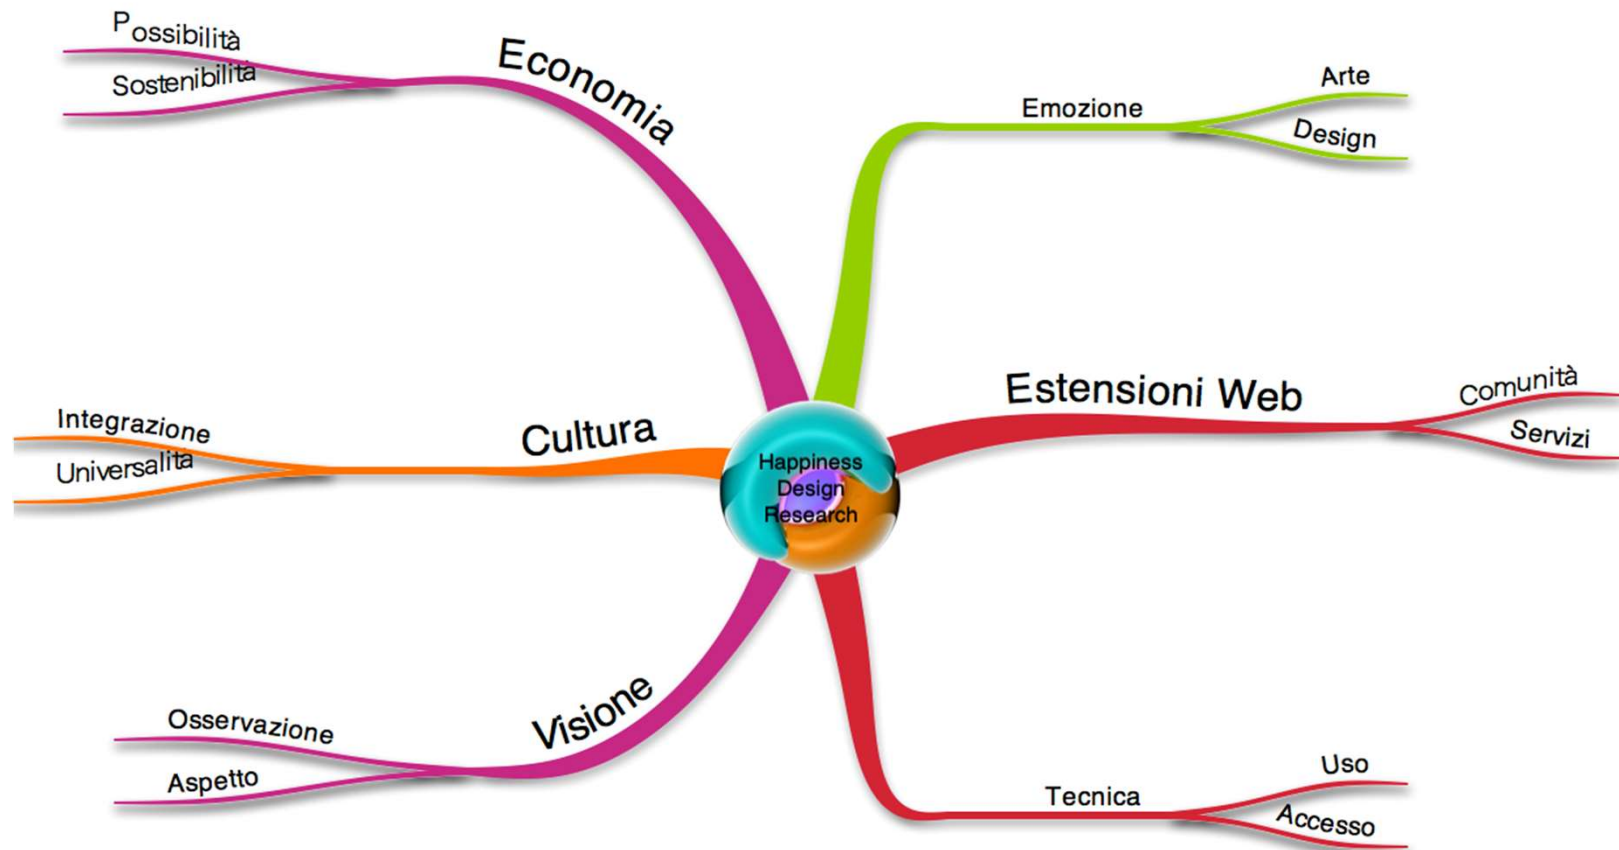 Possibilità
Sostenibilità
Economia
Emozione
Arte
Design
Integrazione
Universalità
Cultura
Happiness
Design
Research
Estensioni Web
Comunità
Servizi
Osservazione
Aspetto
Visione
Tecnica
Uso
Accesso